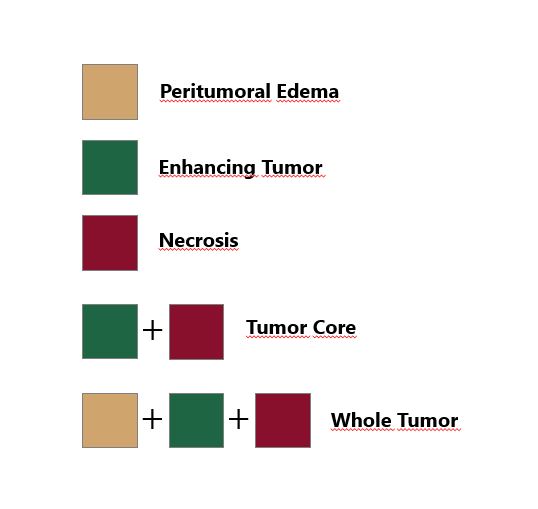 Peritumoral Edema
Enhancing Tumor
Necrosis
+ Tumor Core
+ + Whole Tumor